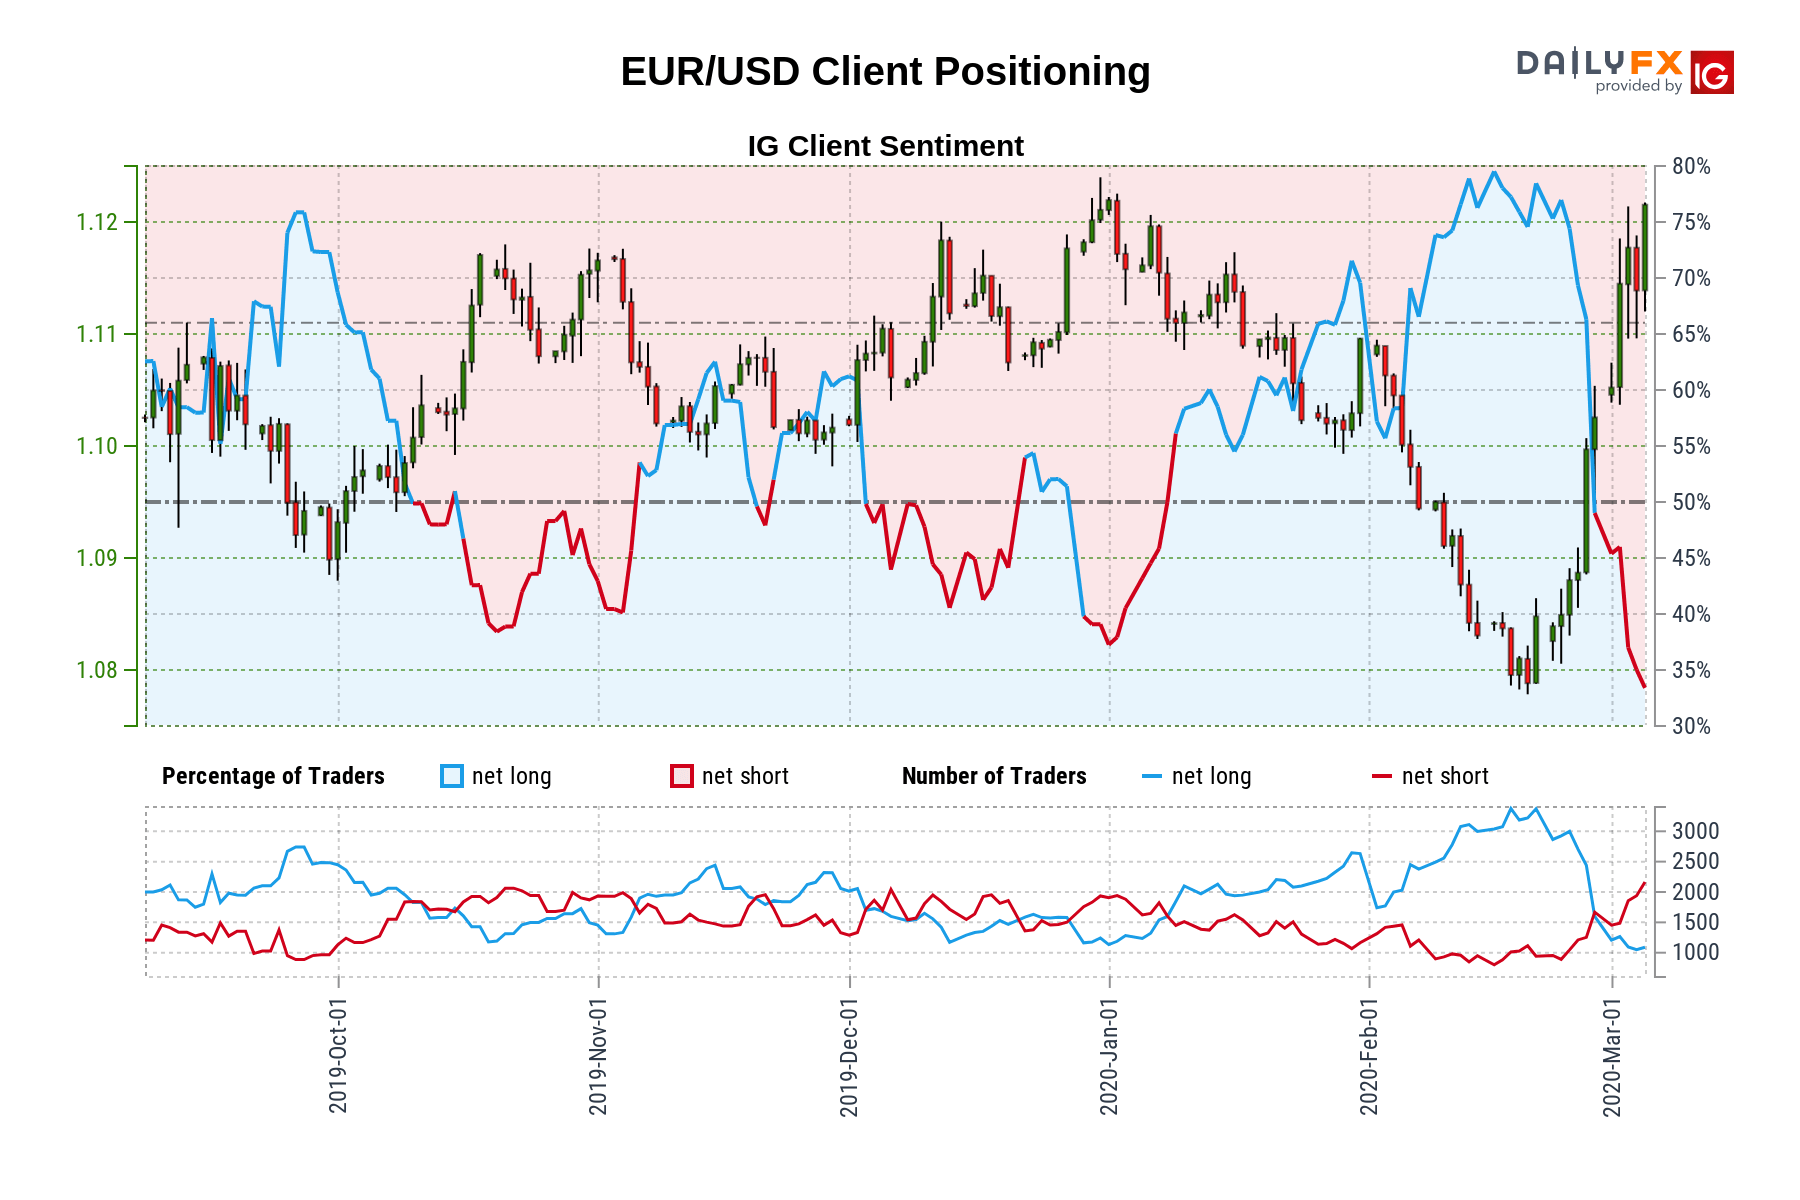 EUR/USD Client Positioning
DAILYFX
provided by
IG
IG Client Sentiment
80%
1.12
75%
70%
1.11
65%
60%
1.10
55%
50%
1.09
45%
40%
1.08
35%
30%
Percentage of Traders
net long
net short
Number of Traders
net long
net short
3000
2500
2000
1500
1000
2019-Oct-01
2019-Nov-01
2019-Dec-01
2020-Jan-01
2020-Feb-01
2020-Mar-01